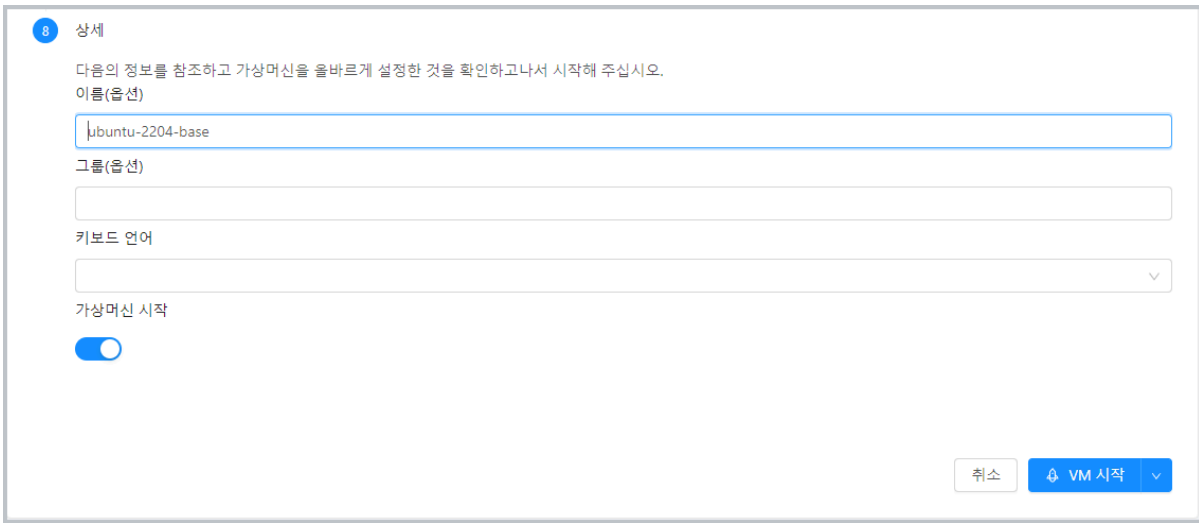 8 상세
다음의 정보를 참조하고 가상머신을 올바르게 설정한 것을 확인하고나서 시작해 주십시오.
이름(옵션)
ubuntu-2204-base
그룹(옵션)
키보드 언어
가상머신 시작
취소 VM 시작